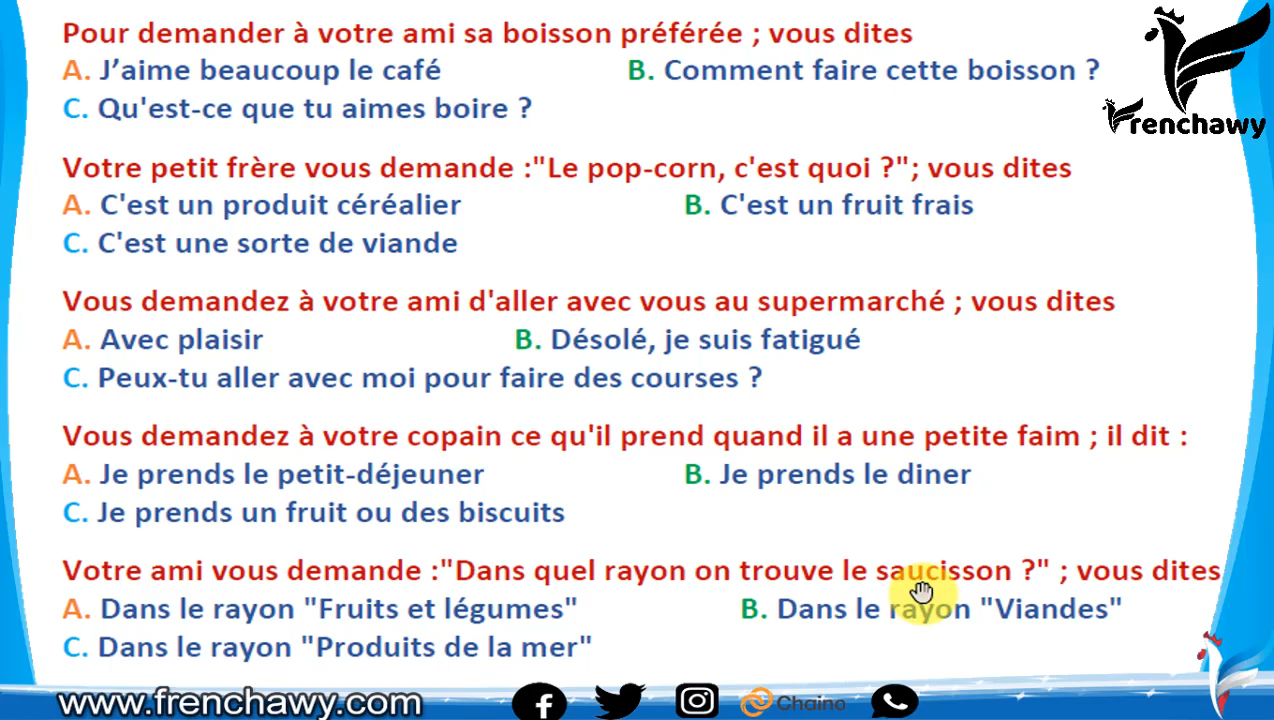 Pour demander à votre ami sa boisson préférée ; vous dites
A. J’aime beaucoup le café B. Comment faire cette boisson ?
C. Qu'est-ce que tu aimes boire ?
Frenchawy
Votre petit frère vous demande :"Le pop-corn, c'est quoi ?"; vous dites
A. C'est un produit céréalier B. C'est un fruit frais
C. C'est une sorte de viande
Vous demandez à votre ami d'aller avec vous au supermarché ; vous dites
A. Avec plaisir B. Désolé, je suis fatigué
C. Peux-tu aller avec moi pour faire des courses ?
Vous demandez à votre copain ce qu'il prend quand il a une petite faim ; il dit :
A. Je prends le petit-déjeuner B. Je prends le diner
C. Je prends un fruit ou des biscuits
Votre ami vous demande :"Dans quel rayon on trouve le saucisson ?" ; vous dites
A. Dans le rayon "Fruits et légumes" B. Dans le rayon "Viandes"
C. Dans le rayon "Produits de la mer"
www.frenchawy.com Chaino